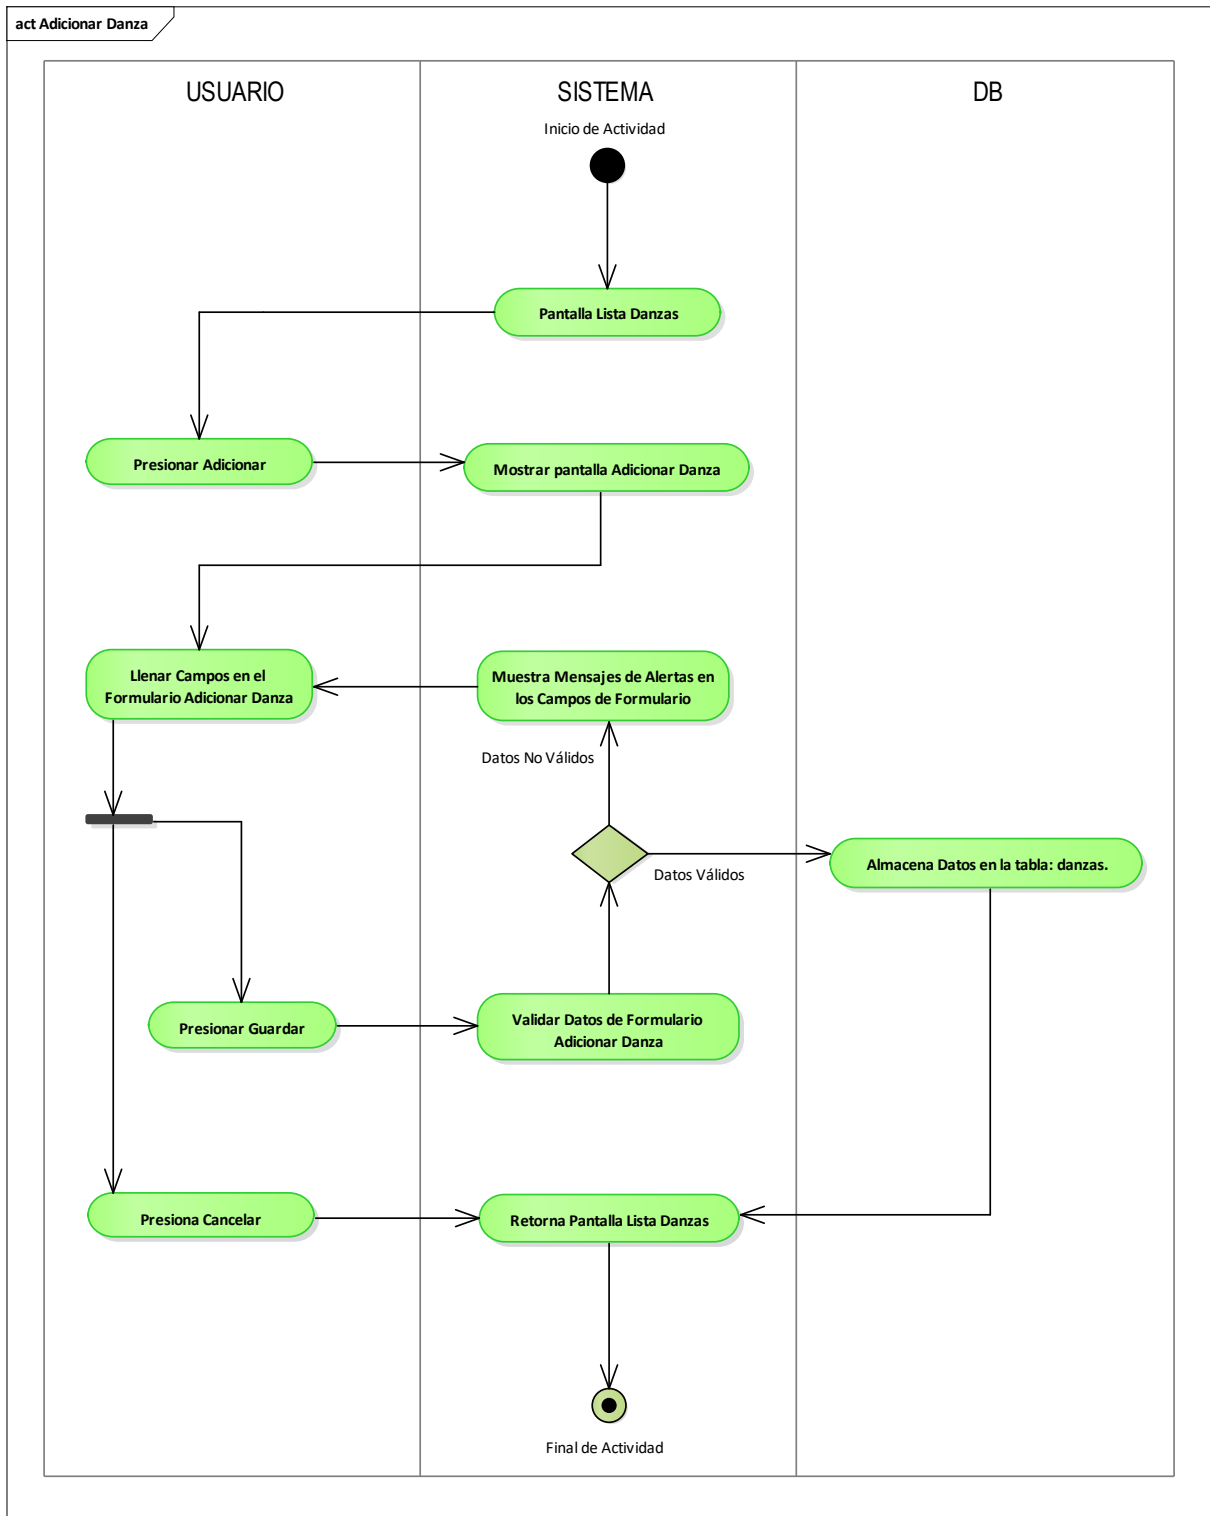 act Adicionar Danza
USUARIO
SISTEMA
DB
Inicio de Actividad
Pantalla Lista Danzas
Presionar Adicionar
Mostrar pantalla Adicionar Danza
Llenar Campos en el
Formulario Adicionar Danza
Muestra Mensajes de Alertas en
los Campos de Formulario
Datos No Válidos
Datos Válidos
Almacena Datos en la tabla: danzas.
Presionar Guardar
Validar Datos de Formulario
Adicionar Danza
Presiona Cancelar
Retorna Pantalla Lista Danzas
Final de Actividad